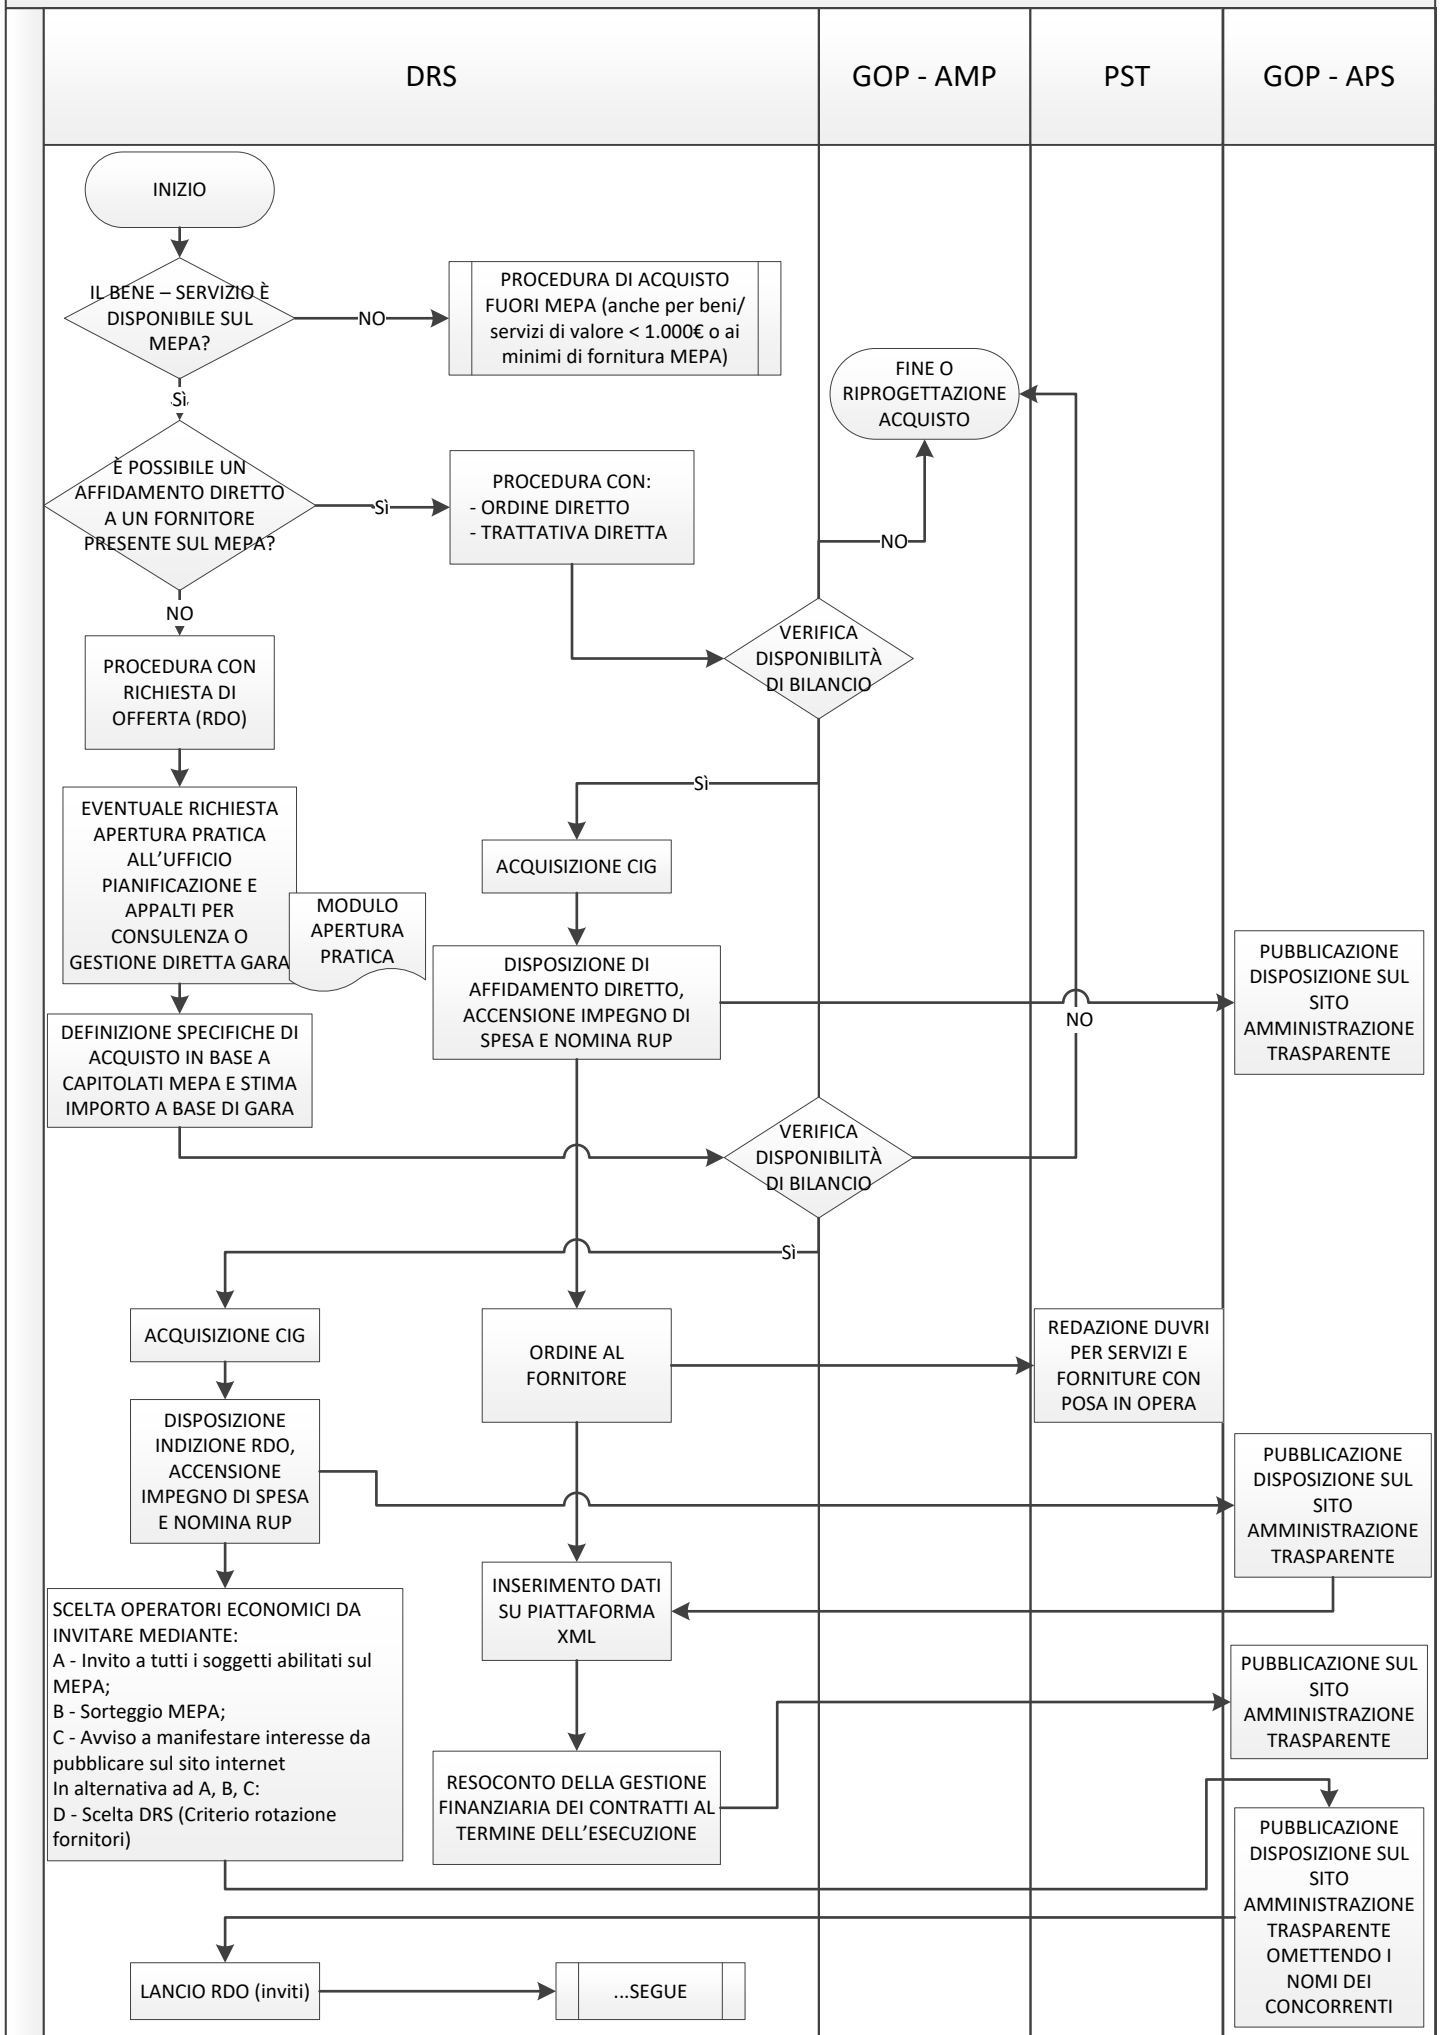 DRS
GOP - AMP
PST
GOP - APS
INIZIO
IL BENE – SERVIZIO È
DISPONIBILE SUL
MEPA?
NO
PROCEDURA DI ACQUISTO
FUORI MEPA (anche per beni/
servizi di valore < 1.000€ o ai
minimi di fornitura MEPA)
FINE O
RIPROGETTAZIONE
ACQUISTO
Sì
È POSSIBILE UN
AFFIDAMENTO DIRETTO
A UN FORNITORE
PRESENTE SUL MEPA?
Sì
PROCEDURA CON:
- ORDINE DIRETTO
- TRATTATIVA DIRETTA
NO
NO
VERIFICA
DISPONIBILITÀ
DI BILANCIO
PROCEDURA CON
RICHIESTA DI
OFFERTA (RDO)
Sì
EVENTUALE RICHIESTA
APERTURA PRATICA
ALL’UFFICIO
PIANIFICAZIONE E
APPALTI PER
CONSULENZA O
GESTIONE DIRETTA GARA
MODULO
APERTURA
PRATICA
ACQUISIZIONE CIG
DISPOSIZIONE DI
AFFIDAMENTO DIRETTO,
ACCENSIONE IMPEGNO DI
SPESA E NOMINA RUP
PUBBLICAZIONE
DISPOSIZIONE SUL
SITO
AMMINISTRAZIONE
TRASPARENTE
NO
DEFINIZIONE SPECIFICHE DI
ACQUISTO IN BASE A
CAPITOLATI MEPA E STIMA
IMPORTO A BASE DI GARA
VERIFICA
DISPONIBILITÀ
DI BILANCIO
Sì
ACQUISIZIONE CIG
ORDINE AL
FORNITORE
REDAZIONE DUVRI
PER SERVIZI E
FORNITURE CON
POSA IN OPERA
DISPOSIZIONE
INDIZIONE RDO,
ACCENSIONE
IMPEGNO DI SPESA
E NOMINA RUP
PUBBLICAZIONE
DISPOSIZIONE SUL
SITO
AMMINISTRAZIONE
TRASPARENTE
INSERIMENTO DATI
SU PIATTAFORMA
XML
SCELTA OPERATORI ECONOMICI DA
INVITARE MEDIANTE:
A - Invito a tutti i soggetti abilitati sul
MEPA;
B - Sorteggio MEPA;
C - Avviso a manifestare interesse da
pubblicare sul sito internet
In alternativa ad A, B, C:
D - Scelta DRS (Criterio rotazione
fornitori)
PUBBLICAZIONE SUL
SITO
AMMINISTRAZIONE
TRASPARENTE
RESOCONTO DELLA GESTIONE
FINANZIARIA DEI CONTRATTI AL
TERMINE DELL’ESECUZIONE
PUBBLICAZIONE
DISPOSIZIONE SUL
SITO
AMMINISTRAZIONE
TRASPARENTE
OMETTENDO I
NOMI DEI
CONCORRENTI
LANCIO RDO (inviti)
...SEGUE